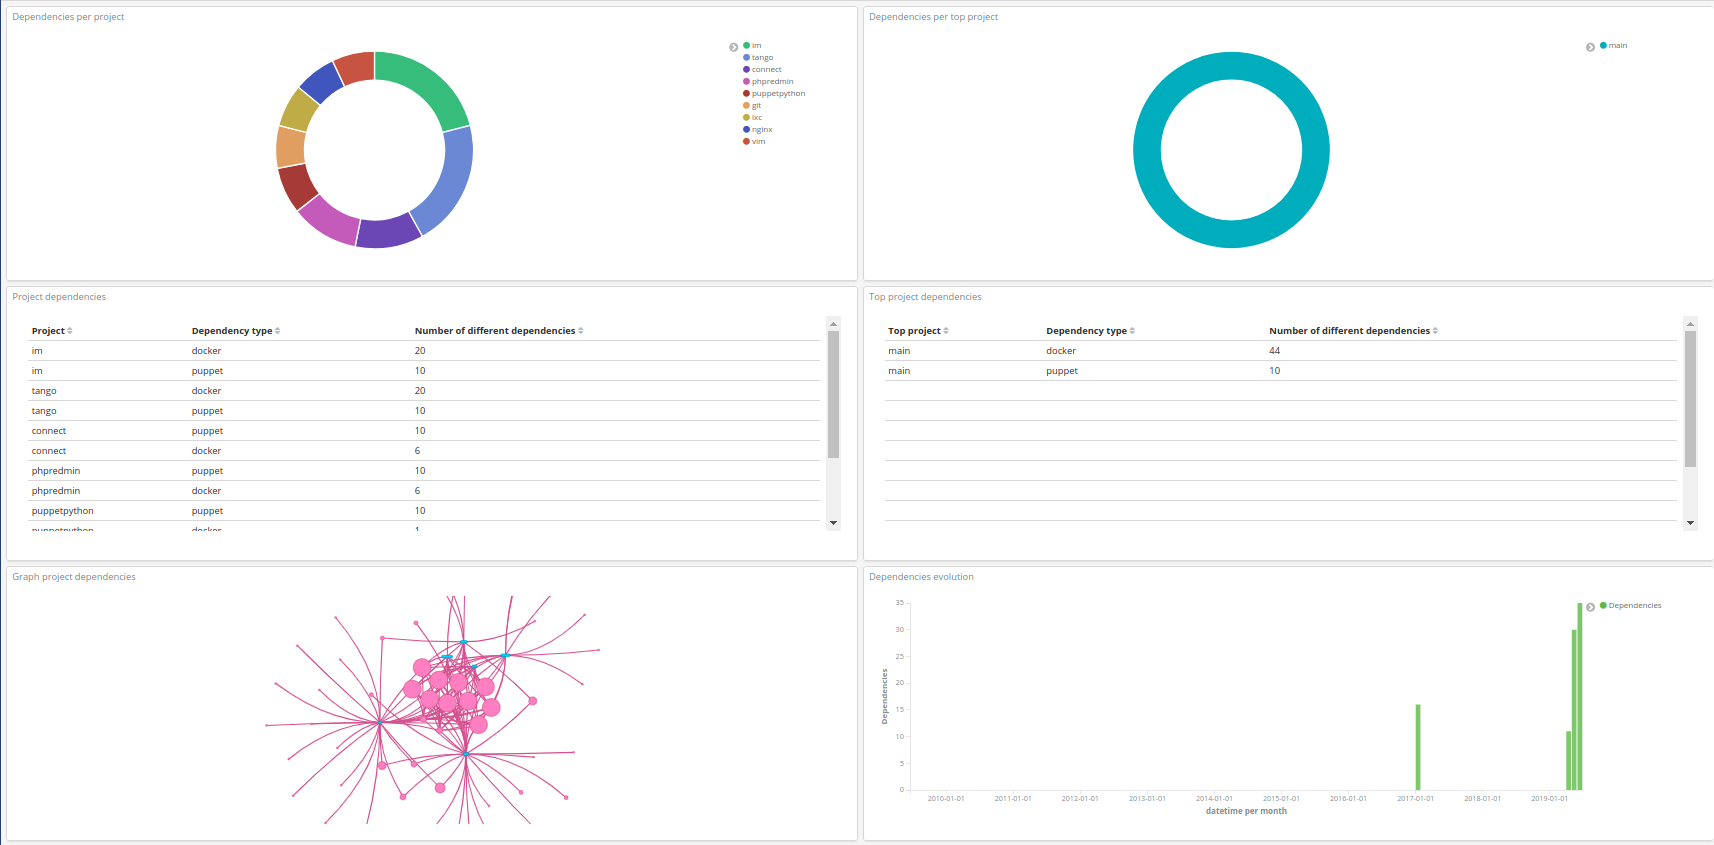 Dependencies per project
im
tango
connect
phpredmin
puppetpython
git
ixc
nginx
vim
Dependencies per top project
main
Project dependencies
Project Dependency type Number of different dependencies
im docker 20
im puppet 10
tango docker 20
tango puppet 10
connect puppet 10
connect docker 6
phpredmin puppet 10
phpredmin docker 6
puppetpython puppet 10
puppetpython docker 1
Top project dependencies
Top project Dependency type Number of different dependencies
main docker 44
main puppet 10
Graph project dependencies
Dependencies evolution
35
30
25
20
15
10
5
0
Dependencies
2010-01-01 2011-01-01 2012-01-01 2013-01-01 2014-01-01 2015-01-01 2016-01-01 2017-01-01 2018-01-01 2019-01-01
datetime per month
Dependencies